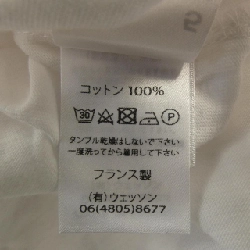 5
コットン 100%
30 P
タンブル乾燥はしないで下さい
一度洗ってから着用して下さい
フランス製
(有)ウェッソン
06(4805)8677